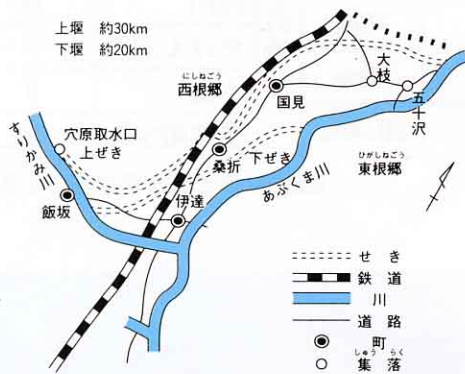 上堰 約30km
下堰 約20km
にしねごう
西根郷
大枝
国見
五十沢
すりかみ川
穴原取水口
上ぜき
桑折
下ぜき
ひがしねごう
東根郷
あぶくま川
飯坂
伊達
せき
鉄道
川
道路
町
しゅうらく
集落